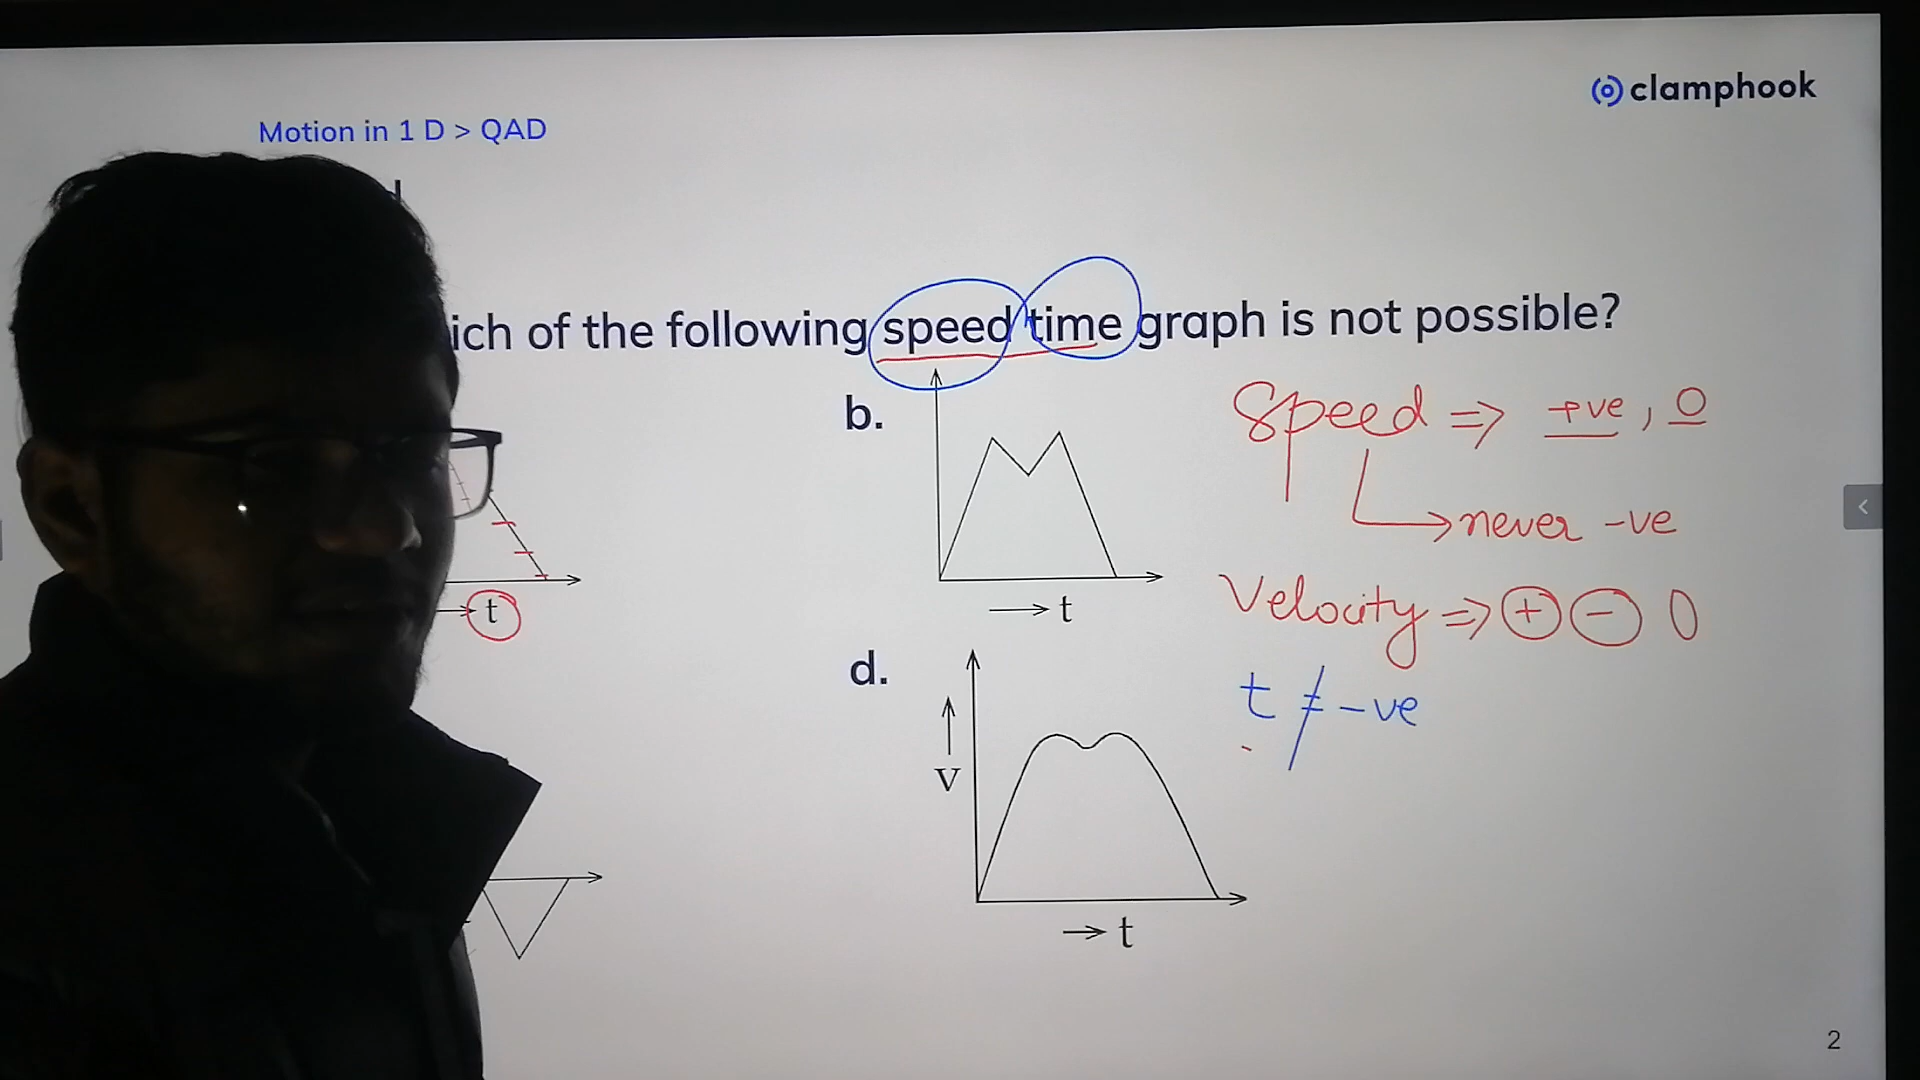 clamphook
Motion in 1 D > QAD
of the following speed time graph is not possible?
b.
Speed ⇒ +ve, 0
never -ve
→ t
→ t
Velocity ⇒ + - 0
d.
t ≠ -ve
V
→ t
2